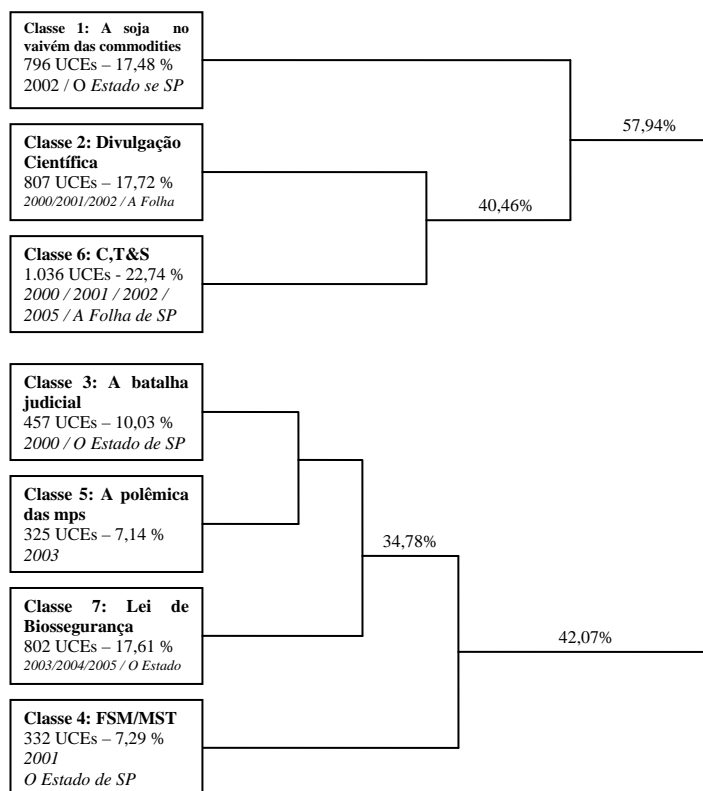 Classe 1: A soja no
vaivém das commodities
796 UCEs – 17,48 %
2002 / O Estado se SP
57,94%
Classe 2: Divulgação
Científica
807 UCEs – 17,72 %
2000/2001/2002 / A Folha
40,46%
Classe 6: C,T&S
1.036 UCEs - 22,74 %
2000 / 2001 / 2002 /
2005 / A Folha de SP
Classe 3: A batalha
judicial
457 UCEs – 10,03 %
2000 / O Estado de SP
Classe 5: A polêmica
das mps
325 UCEs – 7,14 %
2003
34,78%
Classe 7: Lei de
Biossegurança
802 UCEs – 17,61 %
2003/2004/2005 / O Estado
42,07%
Classe 4: FSM/MST
332 UCEs – 7,29 %
2001
O Estado de SP